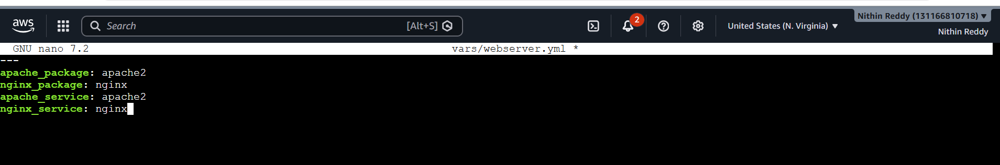 aws
Search [Alt+S]
2
United States (N. Virginia)
Nithin Reddy (131166810718)
Nithin Reddy
GNU nano 7.2 vars/webserver.yml *
---
apache_package: apache2
nginx_package: nginx
apache_service: apache2
nginx_service: nginx